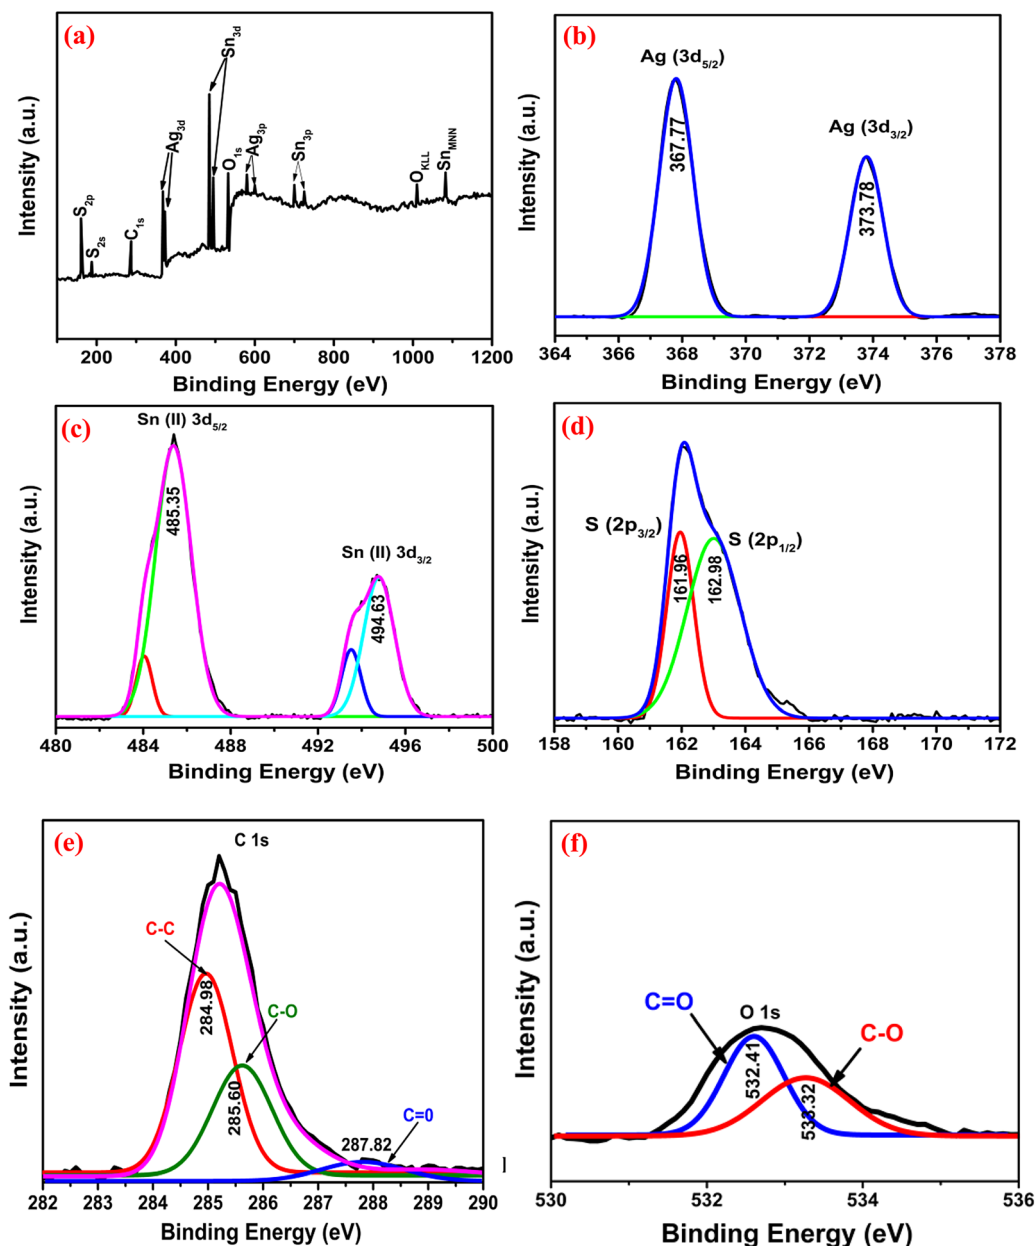 (a)
Intensity (a.u.)
S2p
S2s
C1s
Ag3d
Sn3d
O1s
Ag3p
Sn3p
OKLL
SnMNN
200 400 600 800 1000 1200
Binding Energy (eV)
(b)
Intensity (a.u.)
Ag (3d5/2)
367.77
Ag (3d3/2)
373.78
364 366 368 370 372 374 376 378
Binding Energy (eV)
(c)
Intensity (a.u.)
Sn (II) 3d5/2
485.35
Sn (II) 3d3/2
494.63
480 484 488 492 496 500
Binding Energy (eV)
(d)
Intensity (a.u.)
S (2p3/2)
161.96
S (2p1/2)
162.98
158 160 162 164 166 168 170 172
Binding Energy (eV)
(e)
Intensity (a.u.)
C 1s
C-C
284.98
C-O
285.60
C=0
287.82
282 283 284 285 286 287 288 289 290
Binding Energy (eV)
]
(f)
Intensity (a.u.)
C=O
O 1s
532.41
C-O
533.32
530 532 534 536
Binding Energy (eV)